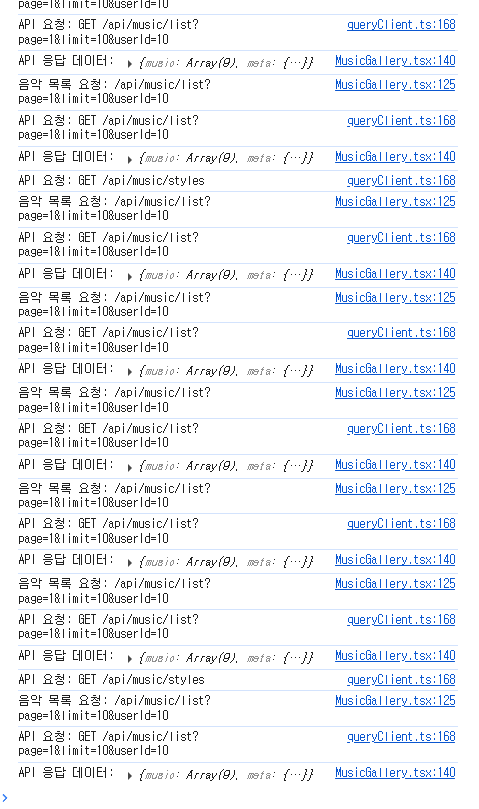 page=1&limit=10&userId=10
API 요청: GET /api/music/list? queryClient.ts:168
page=1&limit=10&userId=10
API 응답 데이터: ▶ {music: Array(9), meta: {…}} MusicGallery.tsx:140
음악 목록 요청: /api/music/list? MusicGallery.tsx:125
page=1&limit=10&userId=10
API 요청: GET /api/music/list? queryClient.ts:168
page=1&limit=10&userId=10
API 응답 데이터: ▶ {music: Array(9), meta: {…}} MusicGallery.tsx:140
API 요청: GET /api/music/styles queryClient.ts:168
음악 목록 요청: /api/music/list? MusicGallery.tsx:125
page=1&limit=10&userId=10
API 요청: GET /api/music/list? queryClient.ts:168
page=1&limit=10&userId=10
API 응답 데이터: ▶ {music: Array(9), meta: {…}} MusicGallery.tsx:140
음악 목록 요청: /api/music/list? MusicGallery.tsx:125
page=1&limit=10&userId=10
API 요청: GET /api/music/list? queryClient.ts:168
page=1&limit=10&userId=10
API 응답 데이터: ▶ {music: Array(9), meta: {…}} MusicGallery.tsx:140
음악 목록 요청: /api/music/list? MusicGallery.tsx:125
page=1&limit=10&userId=10
API 요청: GET /api/music/list? queryClient.ts:168
page=1&limit=10&userId=10
API 응답 데이터: ▶ {music: Array(9), meta: {…}} MusicGallery.tsx:140
음악 목록 요청: /api/music/list? MusicGallery.tsx:125
page=1&limit=10&userId=10
API 요청: GET /api/music/list? queryClient.ts:168
page=1&limit=10&userId=10
API 응답 데이터: ▶ {music: Array(9), meta: {…}} MusicGallery.tsx:140
음악 목록 요청: /api/music/list? MusicGallery.tsx:125
page=1&limit=10&userId=10
API 요청: GET /api/music/list? queryClient.ts:168
page=1&limit=10&userId=10
API 응답 데이터: ▶ {music: Array(9), meta: {…}} MusicGallery.tsx:140
API 요청: GET /api/music/styles queryClient.ts:168
음악 목록 요청: /api/music/list? MusicGallery.tsx:125
page=1&limit=10&userId=10
API 요청: GET /api/music/list? queryClient.ts:168
page=1&limit=10&userId=10
API 응답 데이터: ▶ {music: Array(9), meta: {…}} MusicGallery.tsx:140